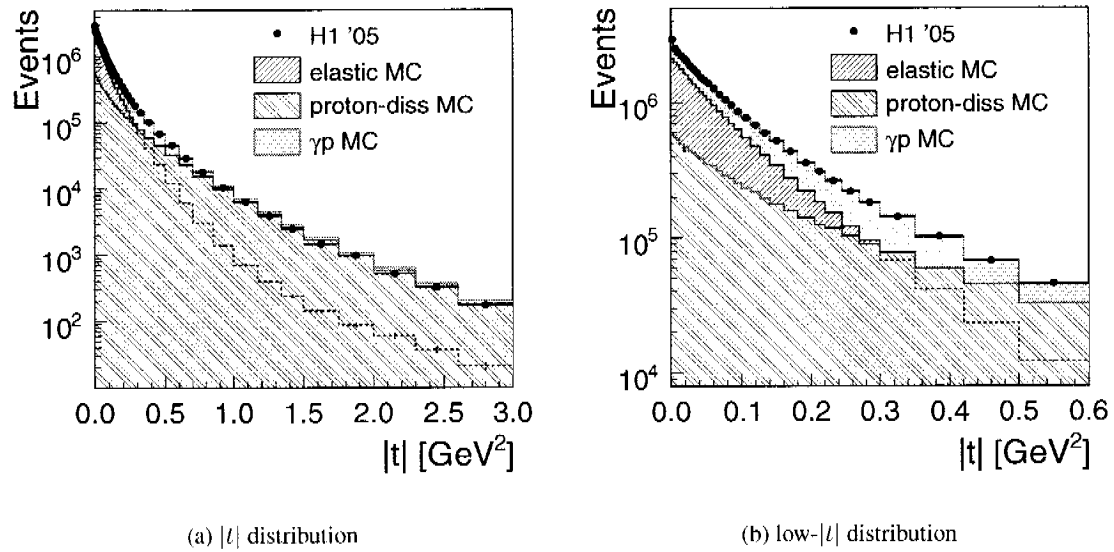 Events
10^6
10^5
10^4
10^3
10^2
H1 '05
elastic MC
proton-diss MC
γp MC
0.0 0.5 1.0 1.5 2.0 2.5 3.0
|t| [GeV^2]
(a) |t| distribution
Events
10^6
10^5
10^4
H1 '05
elastic MC
proton-diss MC
γp MC
0.0 0.1 0.2 0.3 0.4 0.5 0.6
|t| [GeV^2]
(b) low-|t| distribution